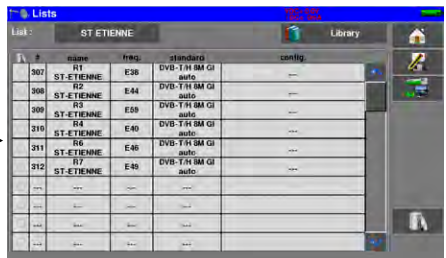 Lists
List:
ST ETIENNE
Library
# name freq. standard config.
307 R1 ST-ETIENNE E38 DVB-T/H 8M GI auto ---
308 R2 ST-ETIENNE E44 DVB-T/H 8M GI auto ---
309 R3 ST-ETIENNE E59 DVB-T/H 8M GI auto ---
310 R4 ST-ETIENNE E40 DVB-T/H 8M GI auto ---
311 R6 ST-ETIENNE E46 DVB-T/H 8M GI auto ---
312 R7 ST-ETIENNE E45 DVB-T/H 8M GI auto ---
--- --- --- --- ---
--- --- --- --- ---
--- --- --- --- ---
--- --- --- --- ---